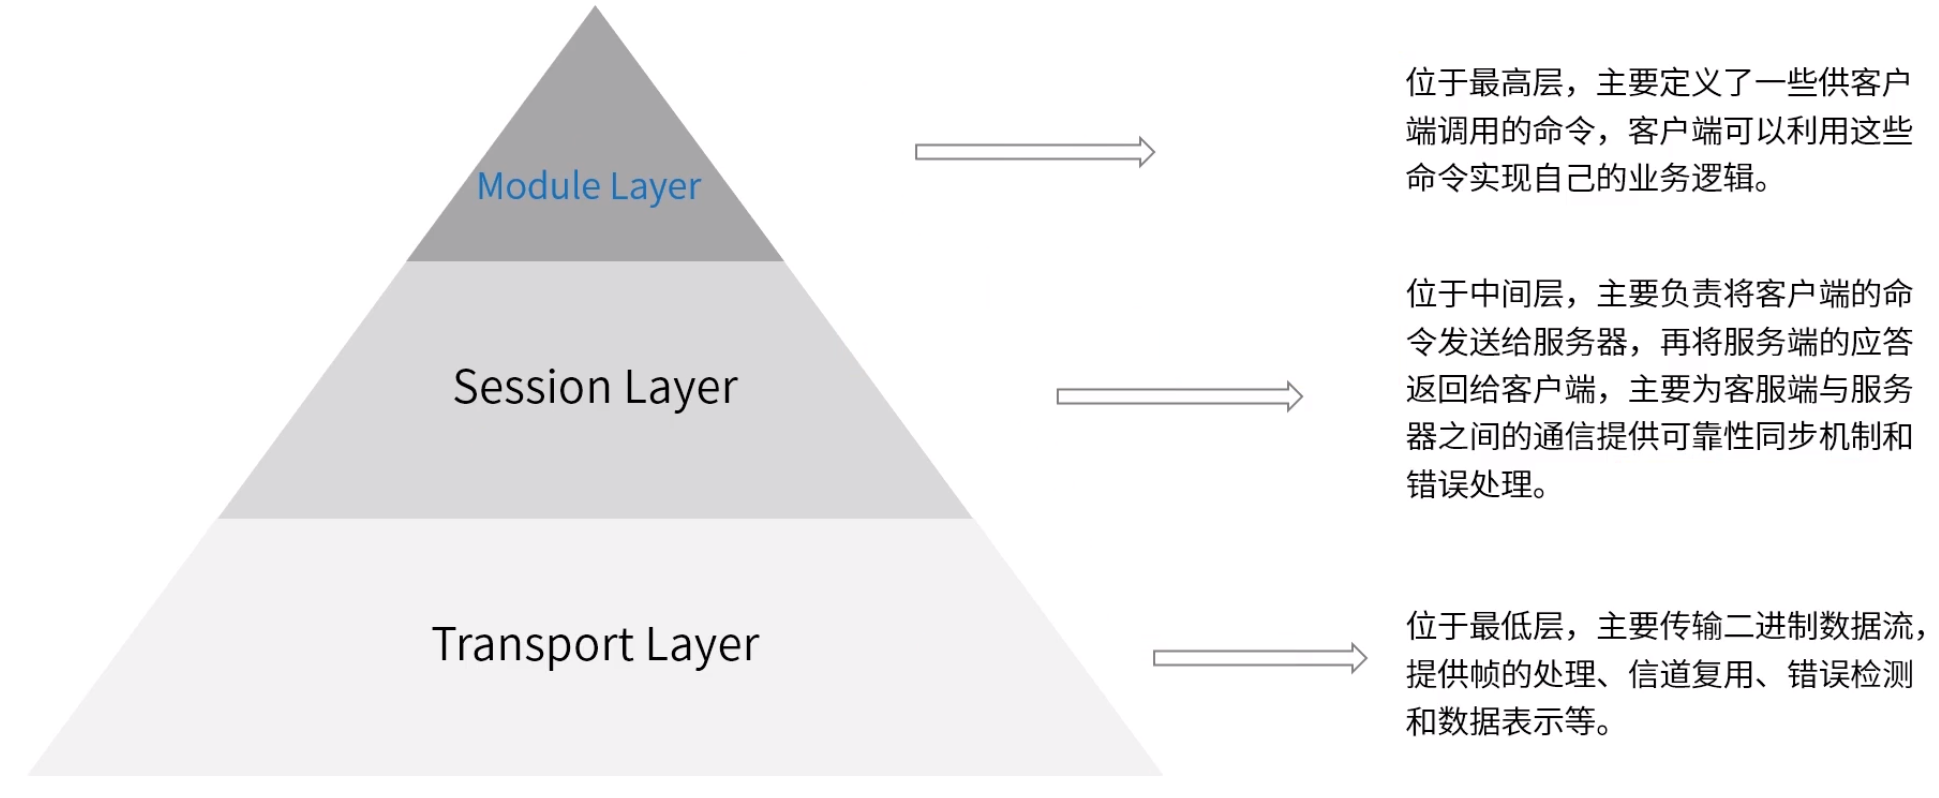 Module Layer
位于最高层，主要定义了一些供客户
端调用的命令，客户端可以利用这些
命令实现自己的业务逻辑。
Session Layer
位于中间层，主要负责将客户端的命
令发送给服务器，再将服务端的应答
返回给客户端，主要为客服端与服务
器之间的通信提供可靠性同步机制和
错误处理。
Transport Layer
位于最低层，主要传输二进制数据流，
提供帧的处理、信道复用、错误检测
和数据表示等。